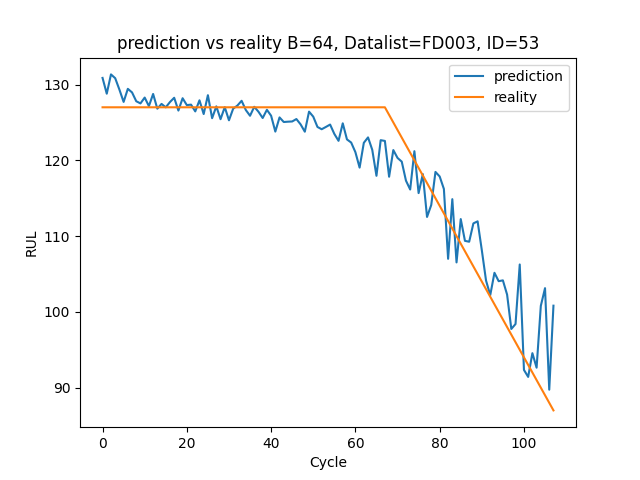 prediction vs reality B=64, Datalist=FD003, ID=53
prediction
reality
RUL
130
120
110
100
90
0 20 40 60 80 100
Cycle